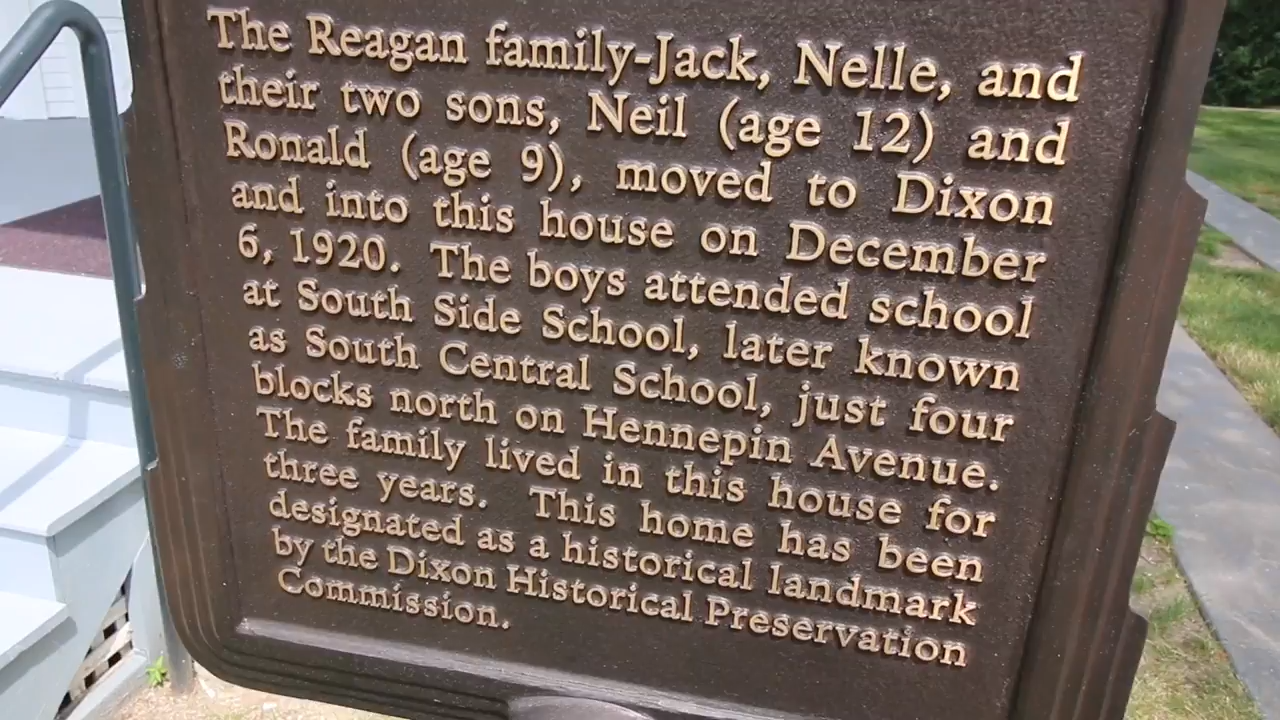 The Reagan family-Jack, Nelle, and
their two sons, Neil (age 12) and
Ronald (age 9), moved to Dixon
and into this house on December
6, 1920. The boys attended school
at South Side School, later known
as South Central School, just four
blocks north on Hennepin Avenue.
The family lived in this house for
three years. This home has been
designated as a historical landmark
by the Dixon Historical Preservation
Commission.